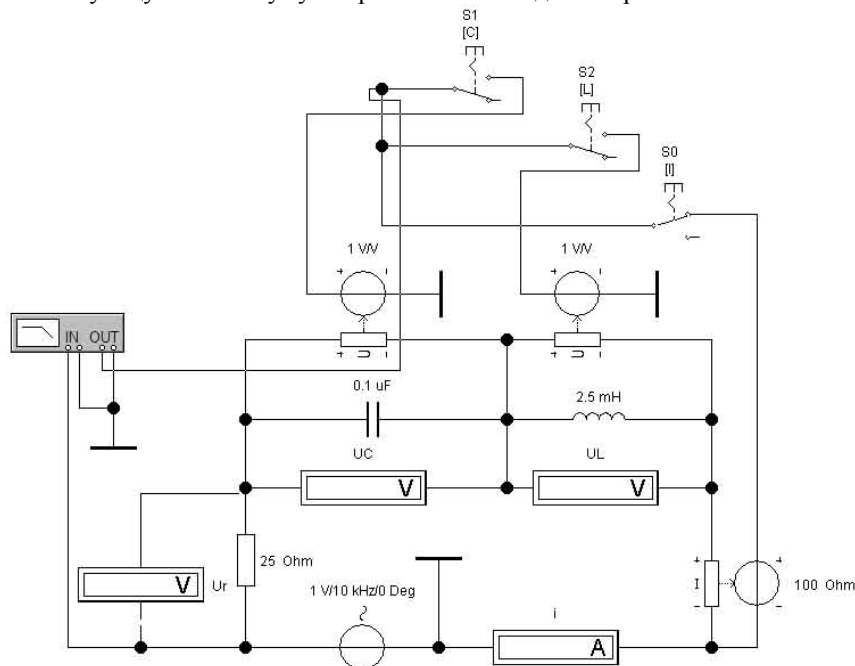 S1
[C]
S2
[L]
S0
[I]
1 V/V
1 V/V
IN OUT
U
U
0.1 uF
2.5 mH
UC
UL
V
V
25 Ohm
V
Ur
1 V/10 kHz/0 Deg
i
A
I
100 Ohm